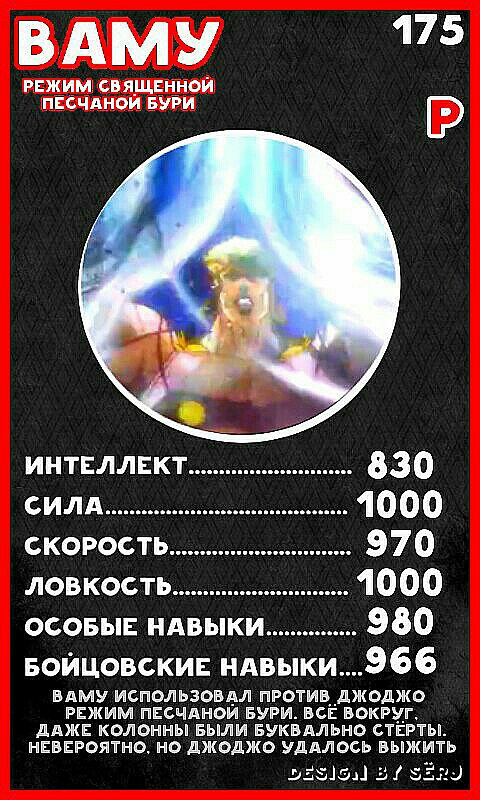 ВАМУ
175
РЕЖИМ СВЯЩЕННОЙ
ПЕСЧАНОЙ БУРИ
Р
ИНТЕЛЛЕКТ........................... 830
СИЛА........................................ 1000
СКОРОСТЬ.............................. 970
ЛОВКОСТЬ............................. 1000
ОСОБЫЕ НАВЫКИ............... 980
БОЙЦОВСКИЕ НАВЫКИ.... 966
ВАМУ ИСПОЛЬЗОВАЛ ПРОТИВ ДЖОДЖО
РЕЖИМ ПЕСЧАНОЙ БУРИ. ВСЁ ВОКРУГ,
ДАЖЕ КОЛОННЫ БЫЛИ БУКВАЛЬНО СТЁРТЫ.
НЕВЕРОЯТНО, НО ДЖОДЖО УДАЛОСЬ ВЫЖИТЬ
DESIGN BY SЁRJ